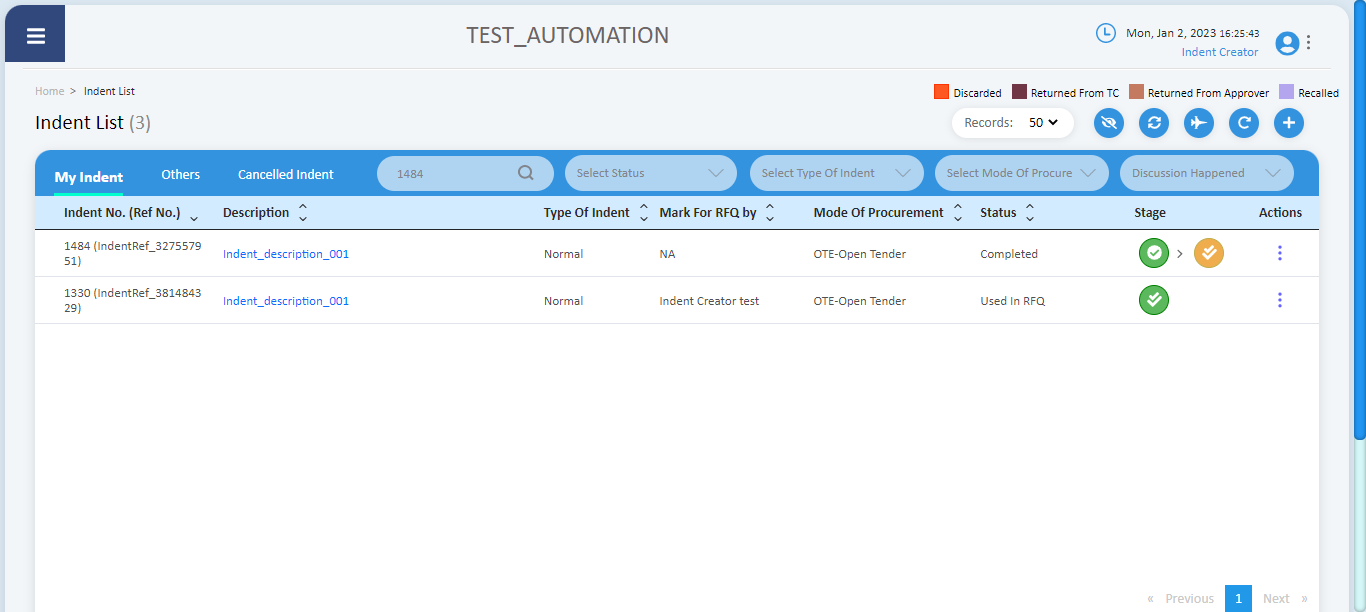 TEST_AUTOMATION
Mon, Jan 2, 2023 16:25:43
Indent Creator
Home > Indent List
Discarded Returned From TC Returned From Approver Recalled
Indent List (3)
Records: 50
My Indent Others Cancelled Indent 1484 Select Status Select Type Of Indent Select Mode Of Procure Discussion Happened
Indent No. (Ref No.) Description Type Of Indent Mark For RFQ by Mode Of Procurement Status Stage Actions
1484 (IndentRef_3275579
51) Indent_description_001 Normal NA OTE-Open Tender Completed >
1330 (IndentRef_3814843
29) Indent_description_001 Normal Indent Creator test OTE-Open Tender Used In RFQ
« Previous 1 Next »